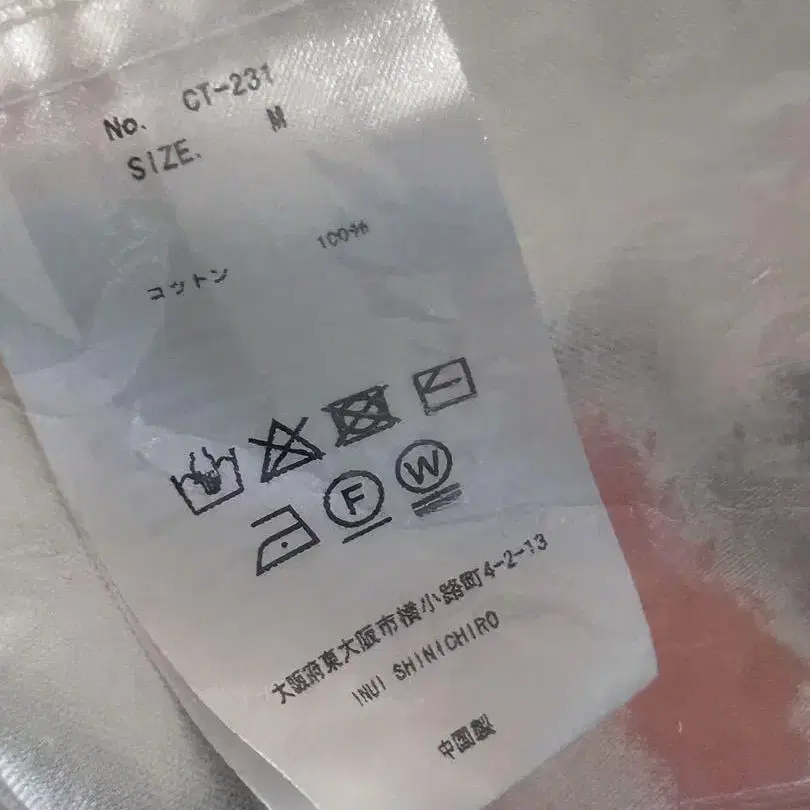 No. CT-231
SIZE. M
コットン 100%
F W
大阪府東大阪市横小路町4-2-13
INUI SHINICHIRO
中国製